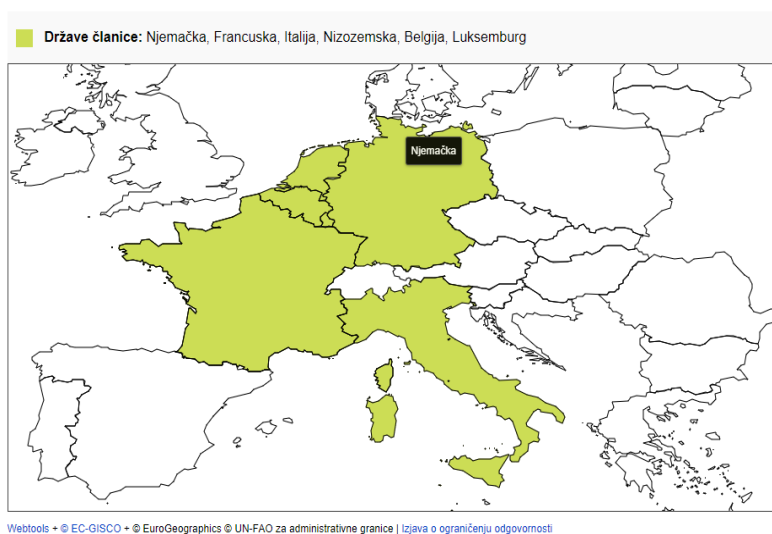 Države članice: Njemačka, Francuska, Italija, Nizozemska, Belgija, Luksemburg
Njemačka
Webtools + © EC-GISCO + © EuroGeographics © UN-FAO za administrativne granice | Izjava o ograničenju odgovornosti